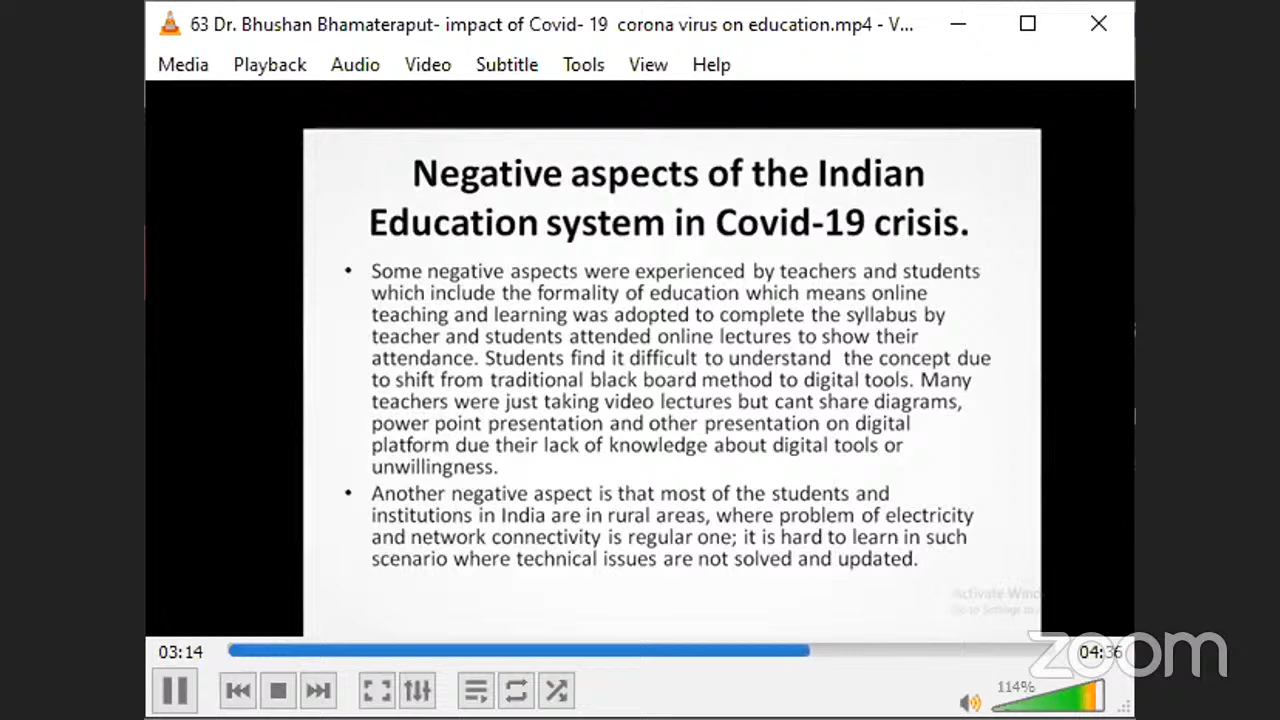 63 Dr. Bhushan Bhamateraput- impact of Covid- 19 corona virus on education.mp4 - V...
Media Playback Audio Video Subtitle Tools View Help
Negative aspects of the Indian
Education system in Covid-19 crisis.
• Some negative aspects were experienced by teachers and students
which include the formality of education which means online
teaching and learning was adopted to complete the syllabus by
teacher and students attended online lectures to show their
attendance. Students find it difficult to understand the concept due
to shift from traditional black board method to digital tools. Many
teachers were just taking video lectures but cant share diagrams,
power point presentation and other presentation on digital
platform due their lack of knowledge about digital tools or
unwillingness.
• Another negative aspect is that most of the students and
institutions in India are in rural areas, where problem of electricity
and network connectivity is regular one; it is hard to learn in such
scenario where technical issues are not solved and updated.
Activate Wind
Go to Settings to
03:14 04:36
zoom
114%